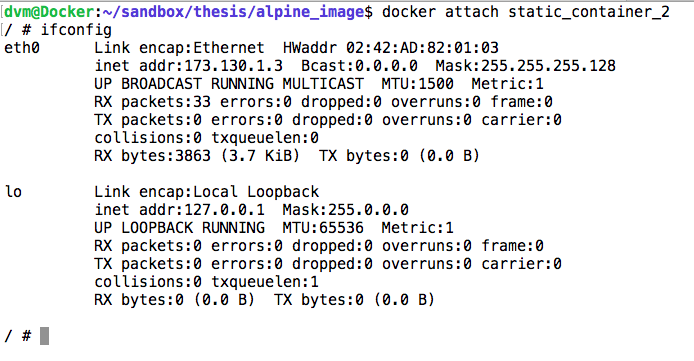 dvm@Docker:~/sandbox/thesis/alpine_image$ docker attach static_container_2
/ # ifconfig
eth0      Link encap:Ethernet  HWaddr 02:42:AD:82:01:03
          inet addr:173.130.1.3  Bcast:0.0.0.0  Mask:255.255.255.128
          UP BROADCAST RUNNING MULTICAST  MTU:1500  Metric:1
          RX packets:33 errors:0 dropped:0 overruns:0 frame:0
          TX packets:0 errors:0 dropped:0 overruns:0 carrier:0
          collisions:0 txqueuelen:0
          RX bytes:3863 (3.7 KiB)  TX bytes:0 (0.0 B)
lo        Link encap:Local Loopback
          inet addr:127.0.0.1  Mask:255.0.0.0
          UP LOOPBACK RUNNING  MTU:65536  Metric:1
          RX packets:0 errors:0 dropped:0 overruns:0 frame:0
          TX packets:0 errors:0 dropped:0 overruns:0 carrier:0
          collisions:0 txqueuelen:1
          RX bytes:0 (0.0 B)  TX bytes:0 (0.0 B)
/ #